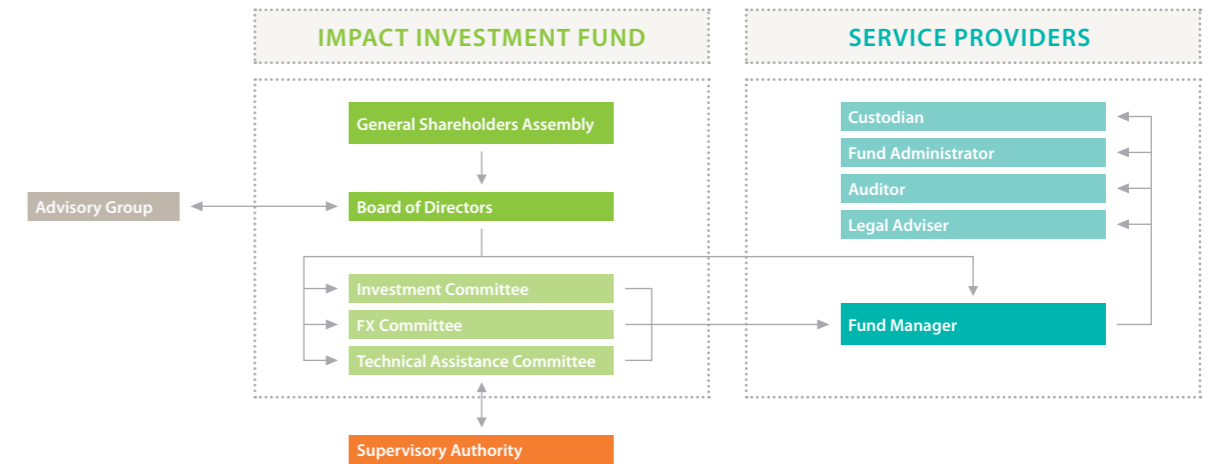 IMPACT INVESTMENT FUND
SERVICE PROVIDERS
General Shareholders Assembly
Custodian
Fund Administrator
Auditor
Legal Adviser
Advisory Group
Board of Directors
Investment Committee
FX Committee
Technical Assistance Committee
Fund Manager
Supervisory Authority